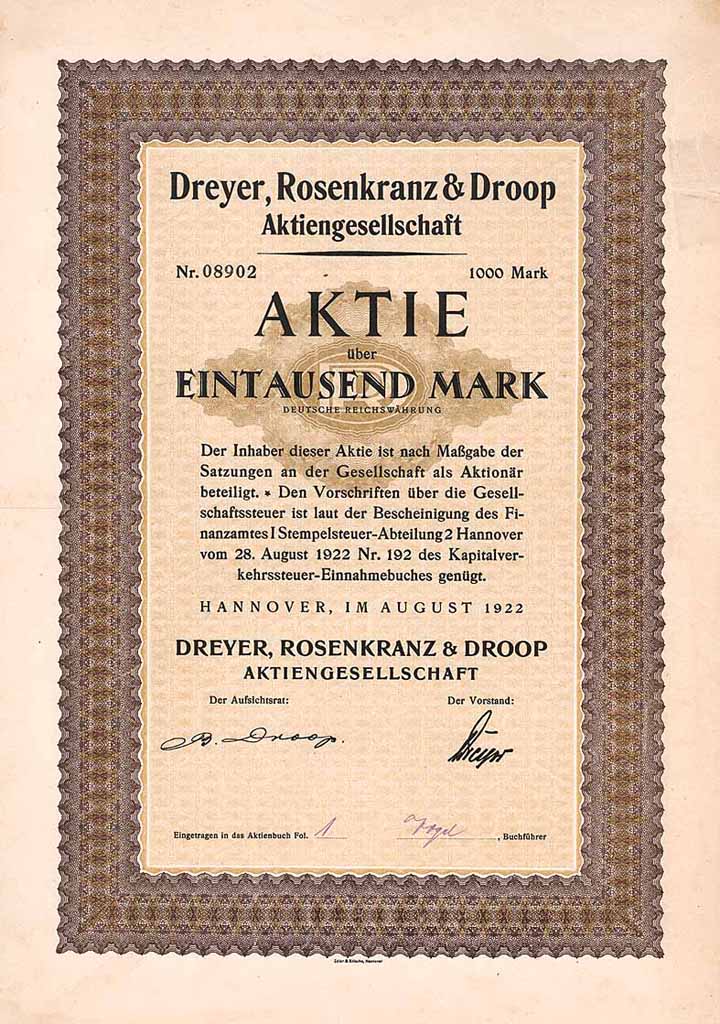 Dreyer, Rosenkranz & Droop
Aktiengesellschaft
Nr. 08902 1000 Mark
AKTIE
über
EINTAUSEND MARK
DEUTSCHE REICHSWÄHRUNG
Der Inhaber dieser Aktie ist nach Maßgabe der
Satzungen an der Gesellschaft als Aktionär
beteiligt. * Den Vorschriften über die Gesell-
schaftssteuer ist laut der Bescheinigung des Fi-
nanzamtes I Stempelsteuer-Abteilung 2 Hannover
vom 28. August 1922 Nr. 192 des Kapitalver-
kehrssteuer-Einnahmebuches genügt.
HANNOVER, IM AUGUST 1922
DREYER, ROSENKRANZ & DROOP
AKTIENGESELLSCHAFT
Der Aufsichtsrat: Der Vorstand:
B. Droop. Dreyer
Eingetragen in das Aktienbuch Fol. 1 Vogel, Buchführer
Edler & Krische, Hannover